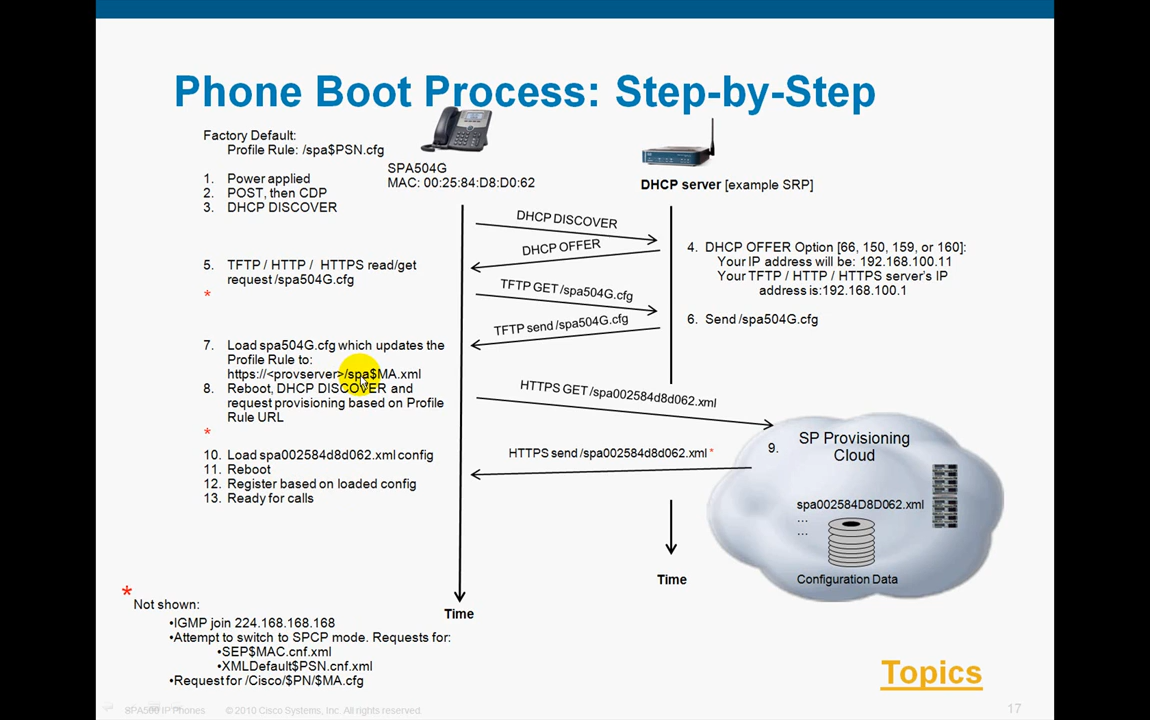 Phone Boot Process: Step-by-Step
Factory Default:
Profile Rule: /spa$PSN.cfg
1. Power applied
2. POST, then CDP
3. DHCP DISCOVER
SPA504G
MAC: 00:25:84:D8:D0:62
DHCP server [example SRP]
DHCP DISCOVER
DHCP OFFER
4. DHCP OFFER Option [66, 150, 159, or 160]:
Your IP address will be: 192.168.100.11
Your TFTP / HTTP / HTTPS server's IP
address is:192.168.100.1
5. TFTP / HTTP / HTTPS read/get
request /spa504G.cfg
*
TFTP GET /spa504G.cfg
TFTP send /spa504G.cfg
6. Send /spa504G.cfg
7. Load spa504G.cfg which updates the
Profile Rule to:
https://<provserver>/spa$MA.xml
8. Reboot, DHCP DISCOVER and
request provisioning based on Profile
Rule URL
*
HTTPS GET /spa002584d8d062.xml
9. SP Provisioning
Cloud
HTTPS send /spa002584d8d062.xml *
10. Load spa002584d8d062.xml config
11. Reboot
12. Register based on loaded config
13. Ready for calls
spa002584D8D062.xml
...
...
Configuration Data
Time
Time
*
Not shown:
•IGMP join 224.168.168.168
•Attempt to switch to SPCP mode. Requests for:
•SEP$MAC.cnf.xml
•XMLDefault$PSN.cnf.xml
•Request for /Cisco/$PN/$MA.cfg
Topics
SPA500 IP Phones © 2010 Cisco Systems, Inc. All rights reserved. 17